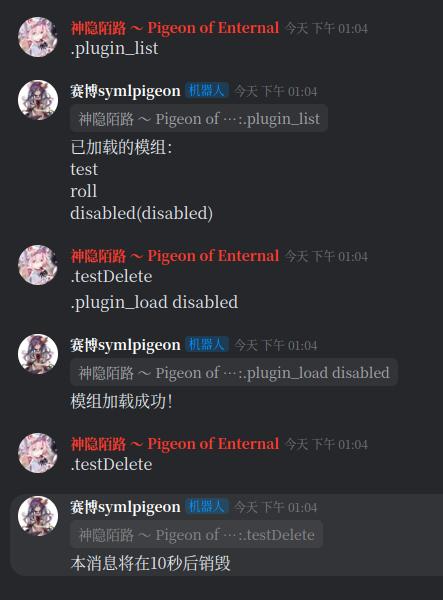 神隐陌路 ～ Pigeon of Enternal 今天 下午 01:04
.plugin_list
赛博symlpigeon 机器人 今天 下午 01:04
神隐陌路 ～ Pigeon of …:.plugin_list
已加载的模组：
test
roll
disabled(disabled)
神隐陌路 ～ Pigeon of Enternal 今天 下午 01:04
.testDelete
.plugin_load disabled
赛博symlpigeon 机器人 今天 下午 01:04
神隐陌路 ～ Pigeon of …:.plugin_load disabled
模组加载成功！
神隐陌路 ～ Pigeon of Enternal 今天 下午 01:04
.testDelete
赛博symlpigeon 机器人 今天 下午 01:04
神隐陌路 ～ Pigeon of …:.testDelete
本消息将在10秒后销毁